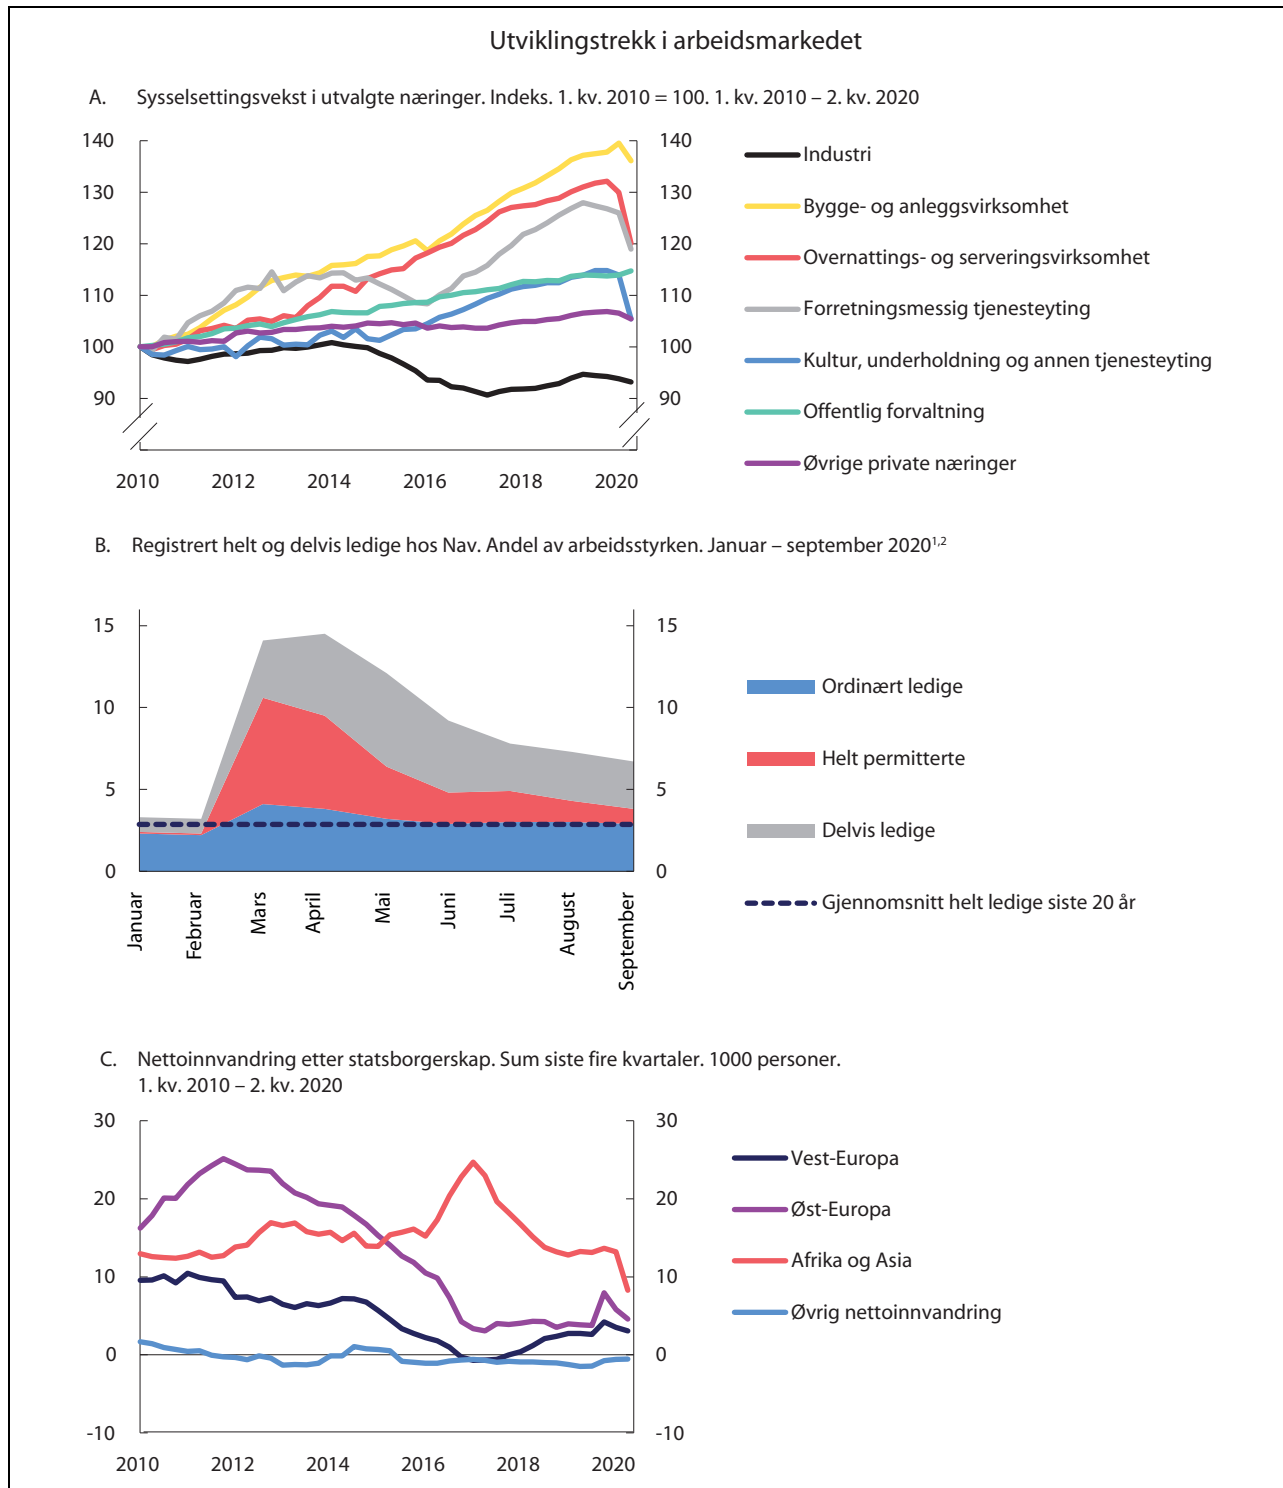 Utviklingstrekk i arbeidsmarkedet
A. Sysselsettingsvekst i utvalgte næringer. Indeks. 1. kv. 2010 = 100. 1. kv. 2010 – 2. kv. 2020
140 140
130 130
120 120
110 110
100 100
90 90
2010 2012 2014 2016 2018 2020
Industri
Bygge- og anleggsvirksomhet
Overnattings- og serveringsvirksomhet
Forretningsmessig tjenesteyting
Kultur, underholdning og annen tjenesteyting
Offentlig forvaltning
Øvrige private næringer
B. Registrert helt og delvis ledige hos Nav. Andel av arbeidsstyrken. Januar – september 2020¹,²
15 15
10 10
5 5
0 0
Januar
Februar
Mars
April
Mai
Juni
Juli
August
September
Ordinært ledige
Helt permitterte
Delvis ledige
Gjennomsnitt helt ledige siste 20 år
C. Nettoinnvandring etter statsborgerskap. Sum siste fire kvartaler. 1000 personer.
1. kv. 2010 – 2. kv. 2020
30 30
20 20
10 10
0 0
-10 -10
2010 2012 2014 2016 2018 2020
Vest-Europa
Øst-Europa
Afrika og Asia
Øvrig nettoinnvandring